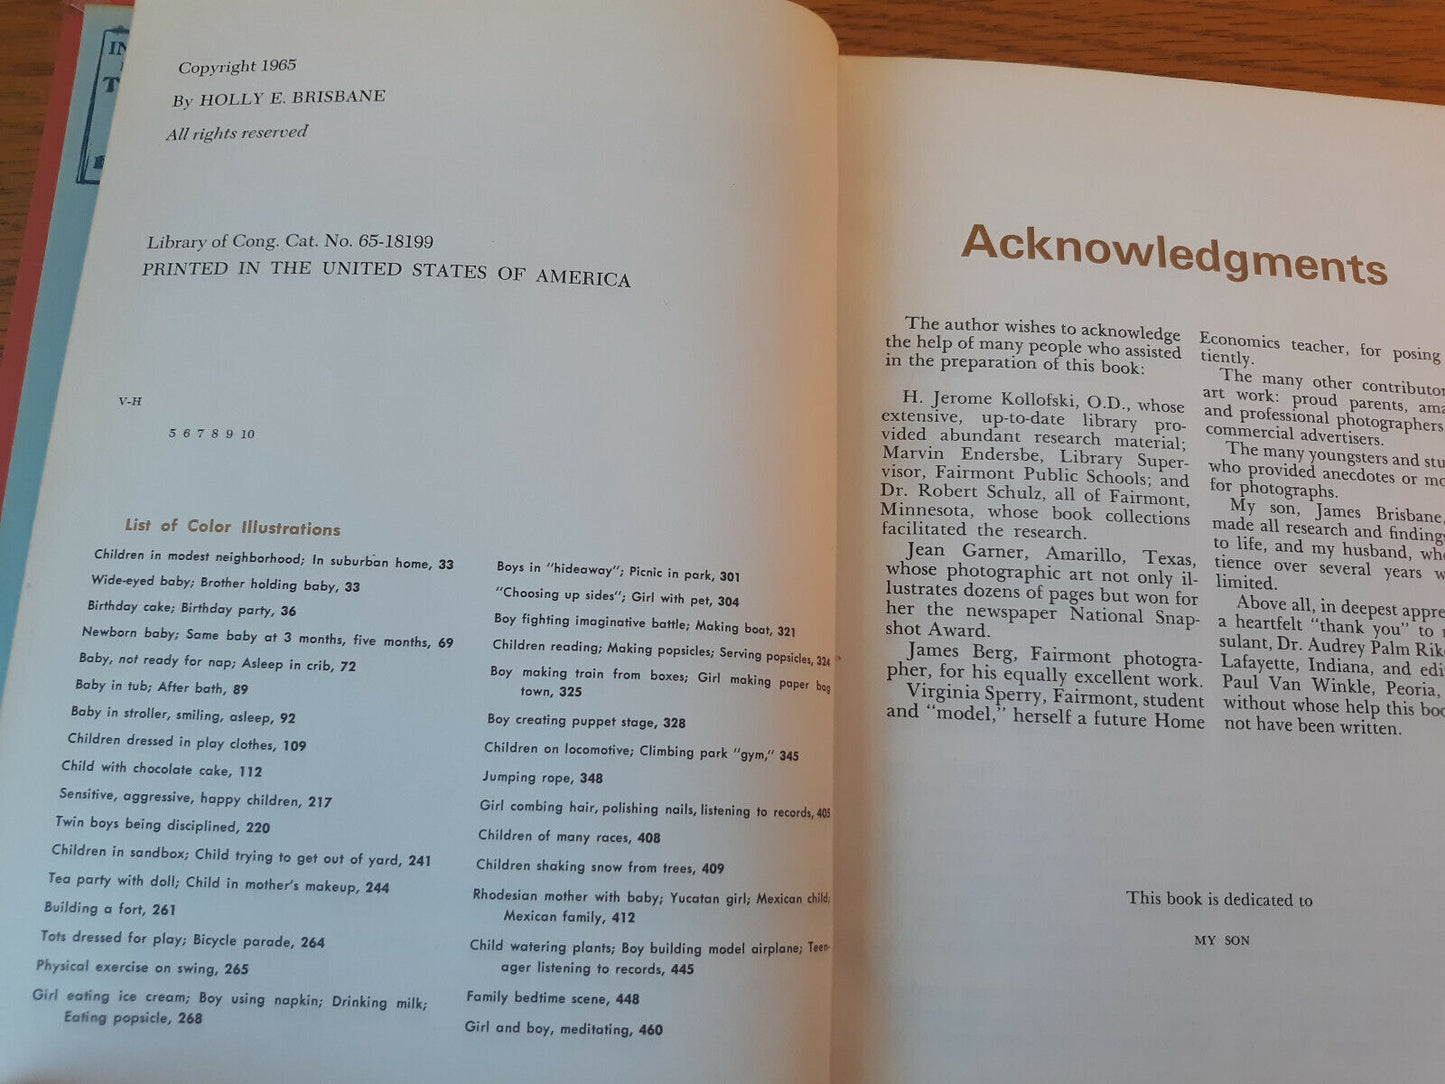 IN
T
Copyright 1965
By HOLLY E. BRISBANE
All rights reserved
Library of Cong. Cat. No. 65-18199
PRINTED IN THE UNITED STATES OF AMERICA
V-H
5 6 7 8 9 10
List of Color Illustrations
Children in modest neighborhood; In suburban home, 33
Wide-eyed baby; Brother holding baby, 33
Birthday cake; Birthday party, 36
Newborn baby; Same baby at 3 months, five months, 69
Baby, not ready for nap; Asleep in crib, 72
Baby in tub; After bath, 89
Baby in stroller, smiling, asleep, 92
Children dressed in play clothes, 109
Child with chocolate cake, 112
Sensitive, aggressive, happy children, 217
Twin boys being disciplined, 220
Children in sandbox; Child trying to get out of yard, 241
Tea party with doll; Child in mother's makeup, 244
Building a fort, 261
Tots dressed for play; Bicycle parade, 264
Physical exercise on swing, 265
Girl eating ice cream; Boy using napkin; Drinking milk;
Eating popsicle, 268
Boys in "hideaway"; Picnic in park, 301
"Choosing up sides"; Girl with pet, 304
Boy fighting imaginative battle; Making boat, 321
Children reading; Making popsicles; Serving popsicles, 324
Boy making train from boxes; Girl making paper bag
town, 325
Boy creating puppet stage, 328
Children on locomotive; Climbing park "gym," 345
Jumping rope, 348
Girl combing hair, polishing nails, listening to records, 405
Children of many races, 408
Children shaking snow from trees, 409
Rhodesian mother with baby; Yucatan girl; Mexican child;
Mexican family, 412
Child watering plants; Boy building model airplane; Teen-
ager listening to records, 445
Family bedtime scene, 448
Girl and boy, meditating, 460
Acknowledgments
The author wishes to acknowledge
the help of many people who assisted
in the preparation of this book:
H. Jerome Kollofski, O.D., whose
extensive, up-to-date library pro-
vided abundant research material;
Marvin Endersbe, Library Super-
visor, Fairmont Public Schools; and
Dr. Robert Schulz, all of Fairmont,
Minnesota, whose book collections
facilitated the research.
Jean Garner, Amarillo, Texas,
whose photographic art not only il-
lustrates dozens of pages but won for
her the newspaper National Snap-
shot Award.
James Berg, Fairmont photogra-
pher, for his equally excellent work.
Virginia Sperry, Fairmont, student
and "model," herself a future Home
Economics teacher, for posing
tiently.
The many other contributor
art work: proud parents, ama
and professional photographers
commercial advertisers.
The many youngsters and stu
who provided anecdotes or mo
for photographs.
My son, James Brisbane,
made all research and finding
to life, and my husband, who
tience over several years w
limited.
Above all, in deepest appre
a heartfelt "thank you" to
sulant, Dr. Audrey Palm Rik
Lafayette, Indiana, and edi
Paul Van Winkle, Peoria,
without whose help this boo
not have been written.
This book is dedicated to
MY SON